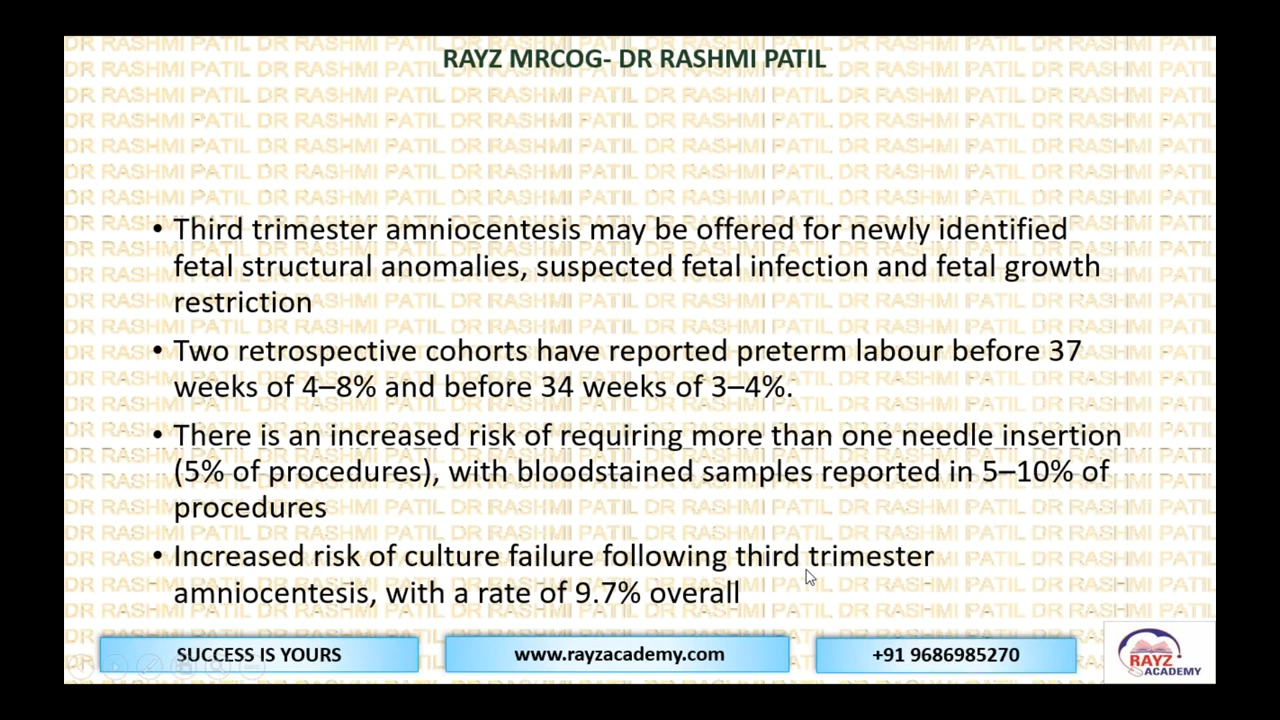 RAYZ MRCOG- DR RASHMI PATIL
• Third trimester amniocentesis may be offered for newly identified
fetal structural anomalies, suspected fetal infection and fetal growth
restriction
• Two retrospective cohorts have reported preterm labour before 37
weeks of 4–8% and before 34 weeks of 3–4%.
• There is an increased risk of requiring more than one needle insertion
(5% of procedures), with bloodstained samples reported in 5–10% of
procedures
• Increased risk of culture failure following third trimester
amniocentesis, with a rate of 9.7% overall
SUCCESS IS YOURS
www.rayzacademy.com
+91 9686985270
RAYZ
ACADEMY